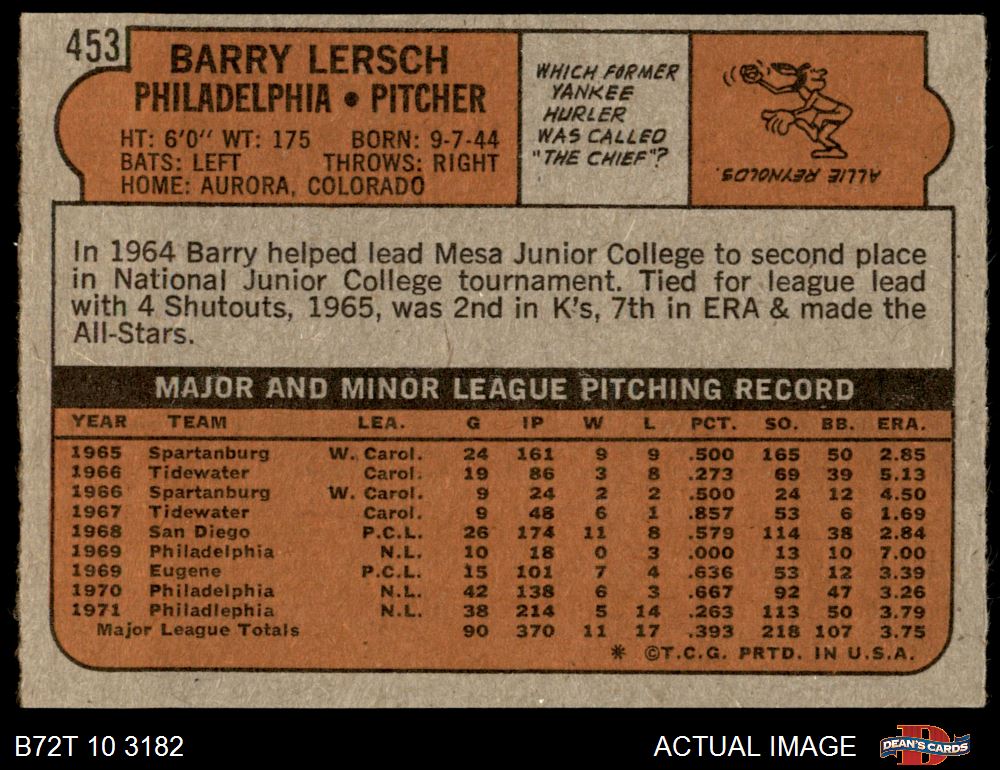 453
BARRY LERSCH
PHILADELPHIA • PITCHER
HT: 6'0" WT: 175 BORN: 9-7-44
BATS: LEFT THROWS: RIGHT
HOME: AURORA, COLORADO
WHICH FORMER
YANKEE
HURLER
WAS CALLED
"THE CHIEF"?
ALLIE REYNOLDS.
In 1964 Barry helped lead Mesa Junior College to second place
in National Junior College tournament. Tied for league lead
with 4 Shutouts, 1965, was 2nd in K's, 7th in ERA & made the
All-Stars.
MAJOR AND MINOR LEAGUE PITCHING RECORD
YEAR TEAM LEA. G IP W L PCT. SO. BB. ERA.
1965 Spartanburg W. Carol. 24 161 9 9 .500 165 50 2.85
1966 Tidewater Carol. 19 86 3 8 .273 69 39 5.13
1966 Spartanburg W. Carol. 9 24 2 2 .500 24 12 4.50
1967 Tidewater Carol. 9 48 6 1 .857 53 6 1.69
1968 San Diego P.C.L. 26 174 11 8 .579 114 38 2.84
1969 Philadelphia N.L. 10 18 0 3 .000 13 10 7.00
1969 Eugene P.C.L. 15 101 7 4 .636 53 12 3.39
1970 Philadelphia N.L. 42 138 6 3 .667 92 47 3.26
1971 Philadlephia N.L. 38 214 5 14 .263 113 50 3.79
Major League Totals 90 370 11 17 .393 218 107 3.75
* ©T.C.G. PRTD. IN U.S.A.
B72T 10 3182
ACTUAL IMAGE
DEAN'S CARDS